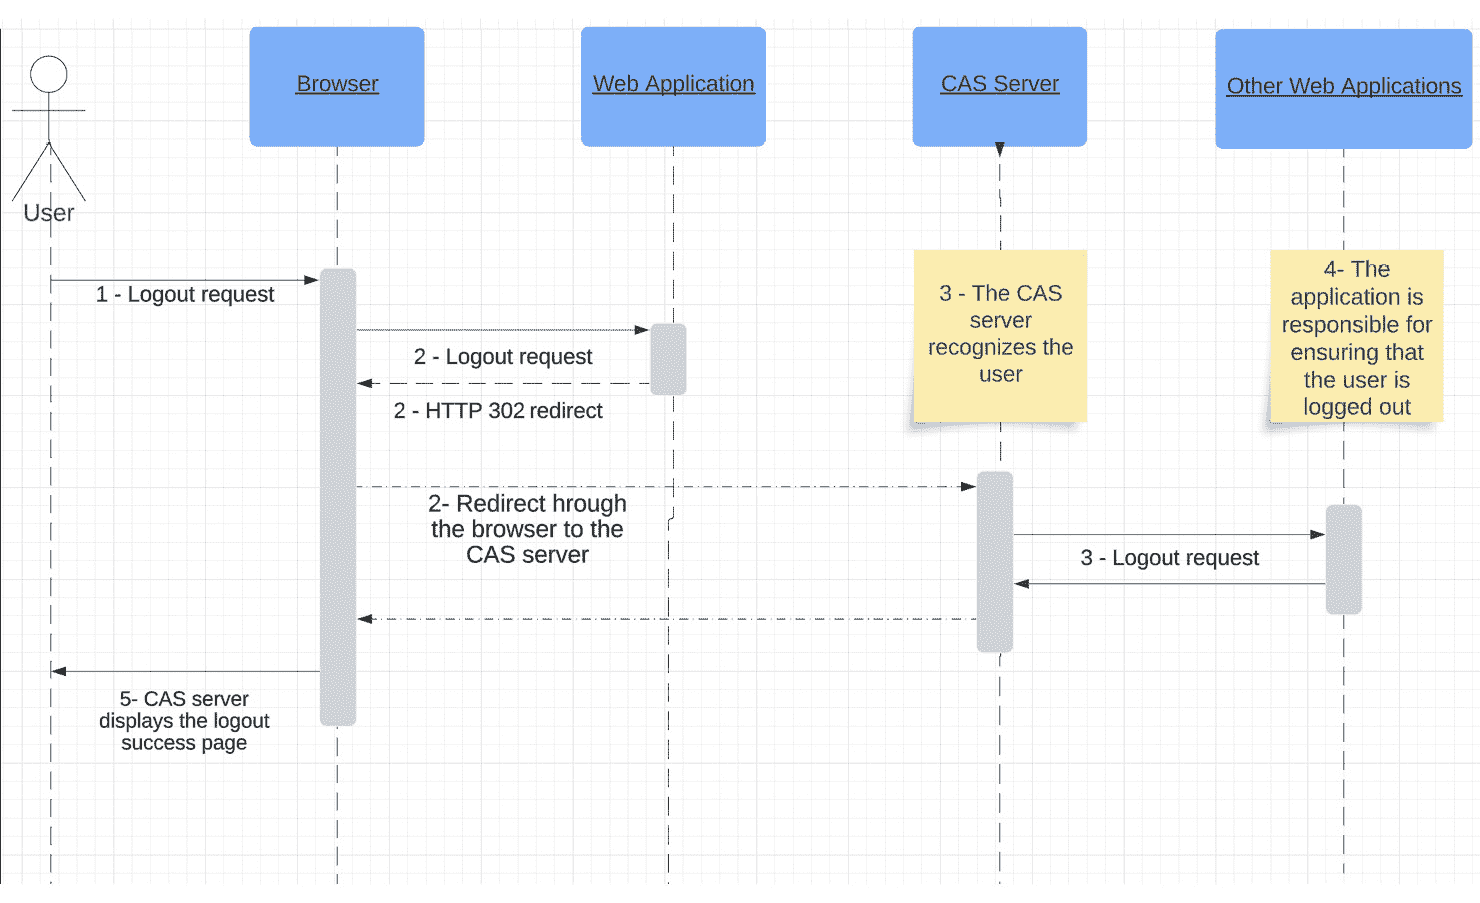 Browser
Web Application
CAS Server
Other Web Applications
User
1 - Logout request
2 - Logout request
2 - HTTP 302 redirect
3 - The CAS
server
recognizes the
user
4- The
application is
responsible for
ensuring that
the user is
logged out
2- Redirect hrough
the browser to the
CAS server
3 - Logout request
5- CAS server
displays the logout
success page